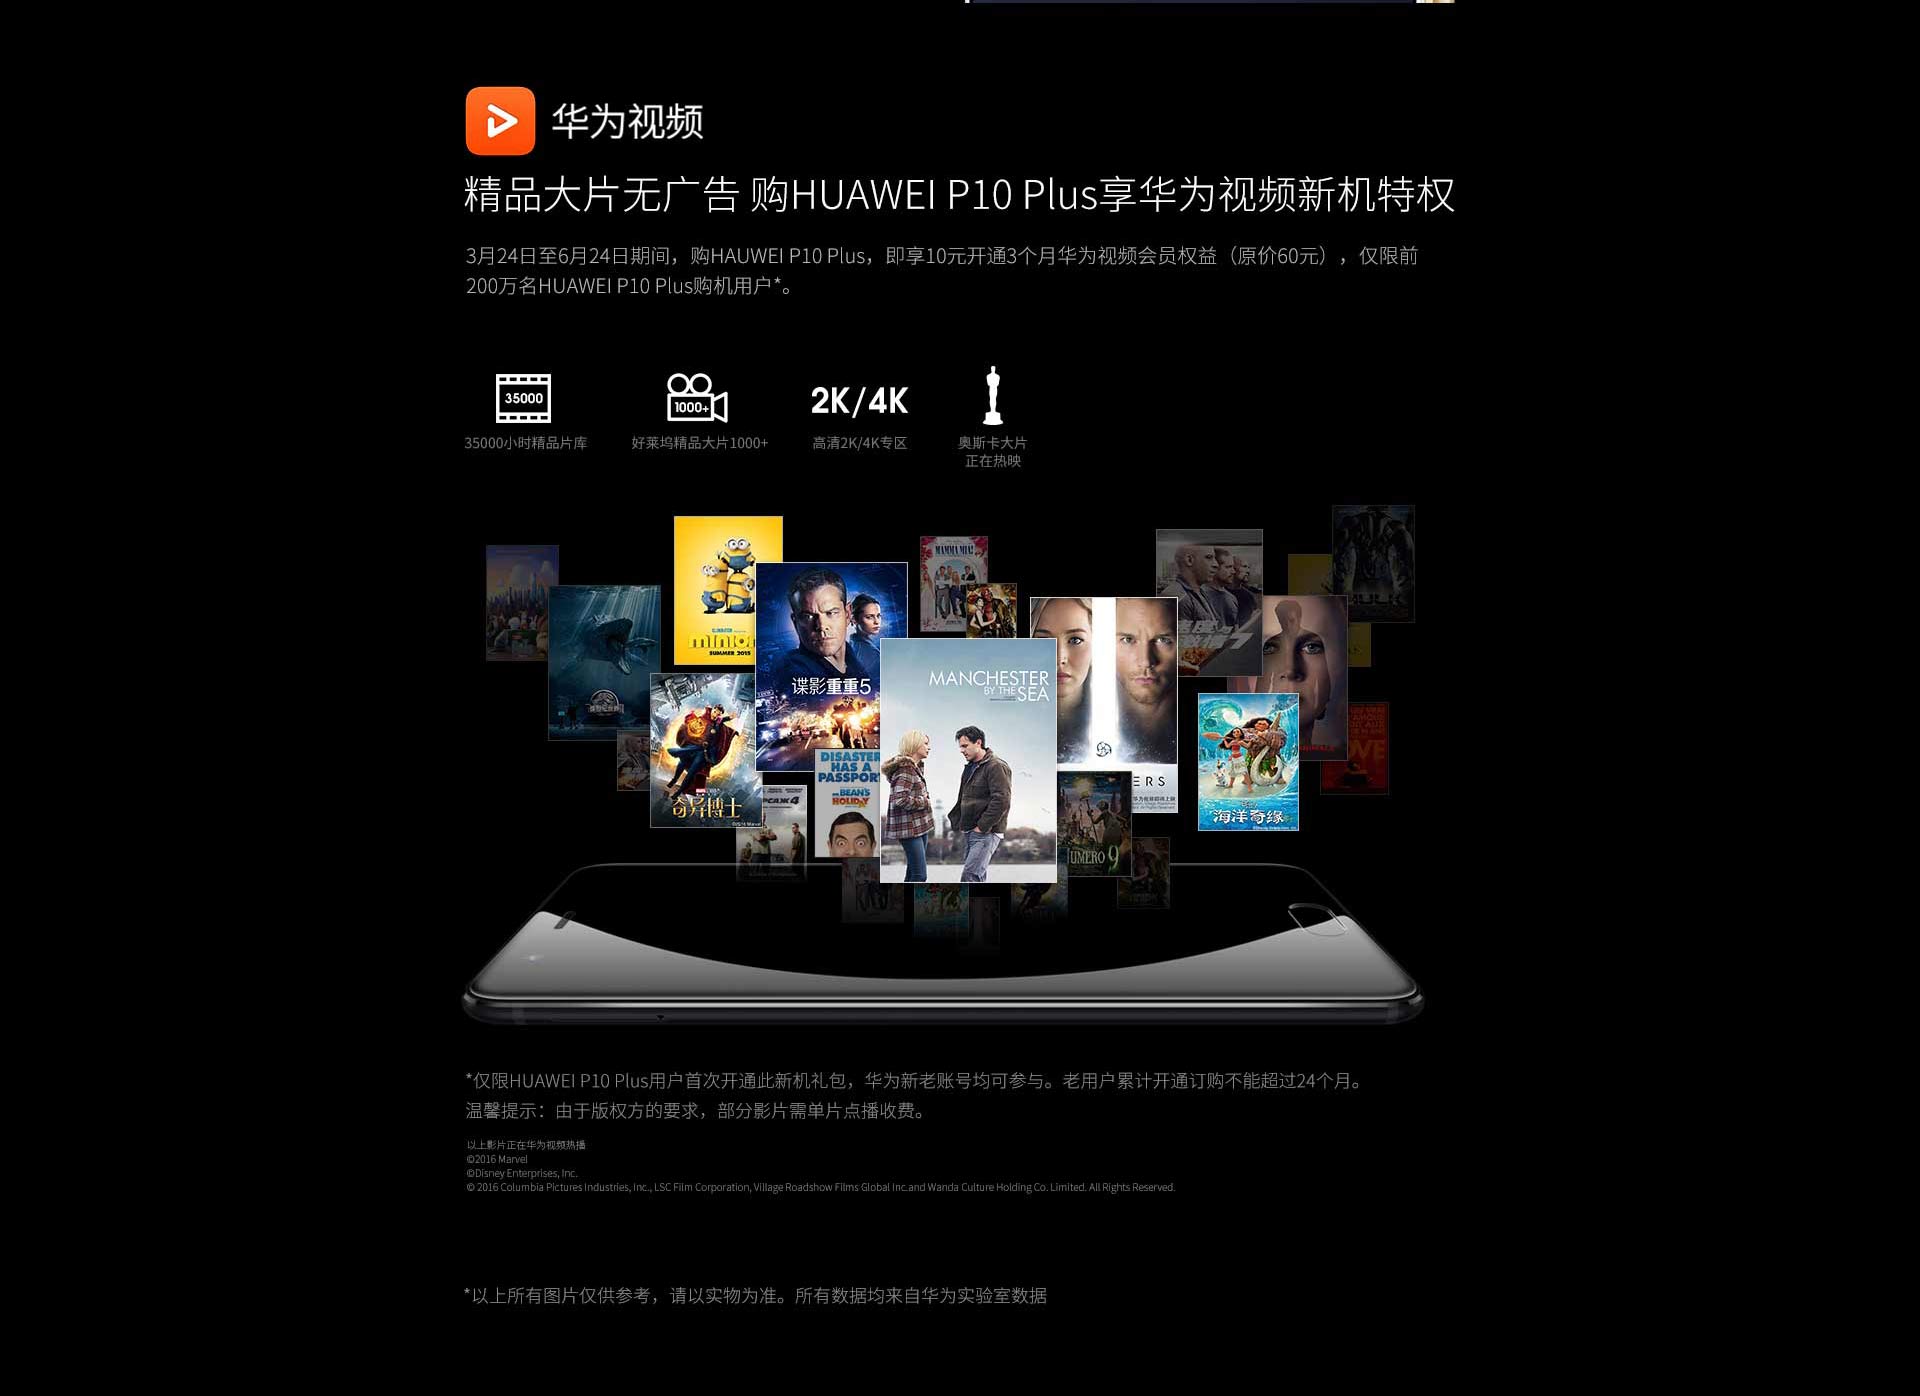 华为视频
精品大片无广告 购HUAWEI P10 Plus享华为视频新机特权
3月24日至6月24日期间，购HAUWEI P10 Plus，即享10元开通3个月华为视频会员权益（原价60元），仅限前
200万名HUAWEI P10 Plus购机用户*。
35000
1000+
2K/4K
35000小时精品片库
好莱坞精品大片1000+
高清2K/4K专区
奥斯卡大片
正在热映
MAMMA MIA!
minion
SUMMER 2015
谍影重重5
MANCHESTER
BY THE
SEA
DISASTER
HAS A
PASSPOR
MR. BEAN'S
HOLIDAY
奇异博士
©2016 Marvel
ERS
海洋奇缘
UMERO 9
*仅限HUAWEI P10 Plus用户首次开通此新机礼包，华为新老账号均可参与。老用户累计开通订购不能超过24个月。
温馨提示：由于版权方的要求，部分影片需单片点播收费。
以上影片正在华为视频热播
©2016 Marvel
©Disney Enterprises, Inc.
© 2016 Columbia Pictures Industries, Inc., LSC Film Corporation, Village Roadshow Films Global Inc.and Wanda Culture Holding Co. Limited. All Rights Reserved.
*以上所有图片仅供参考，请以实物为准。所有数据均来自华为实验室数据